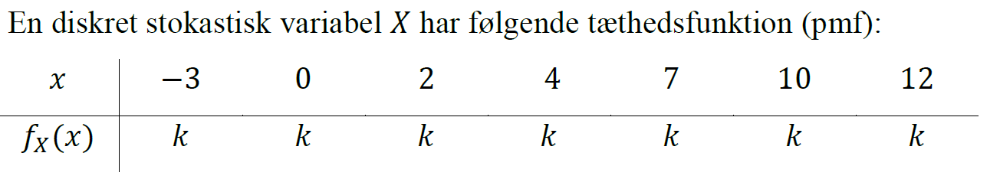 En diskret stokastisk variabel X har følgende tæthedsfunktion (pmf):
x −3 0 2 4 7 10 12
f_X(x) k k k k k k k